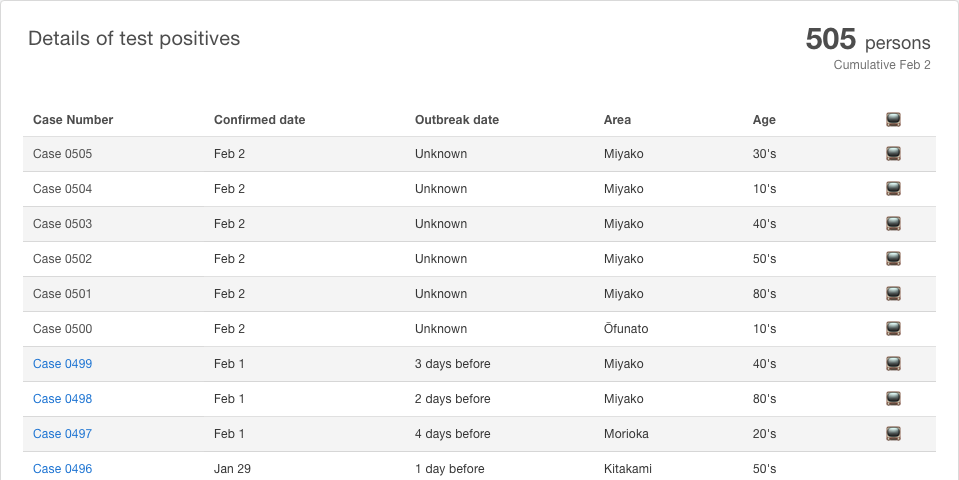 Details of test positives
505 persons
Cumulative Feb 2
Case Number Confirmed date Outbreak date Area Age
Case 0505 Feb 2 Unknown Miyako 30's
Case 0504 Feb 2 Unknown Miyako 10's
Case 0503 Feb 2 Unknown Miyako 40's
Case 0502 Feb 2 Unknown Miyako 50's
Case 0501 Feb 2 Unknown Miyako 80's
Case 0500 Feb 2 Unknown Ōfunato 10's
Case 0499 Feb 1 3 days before Miyako 40's
Case 0498 Feb 1 2 days before Miyako 80's
Case 0497 Feb 1 4 days before Morioka 20's
Case 0496 Jan 29 1 day before Kitakami 50's